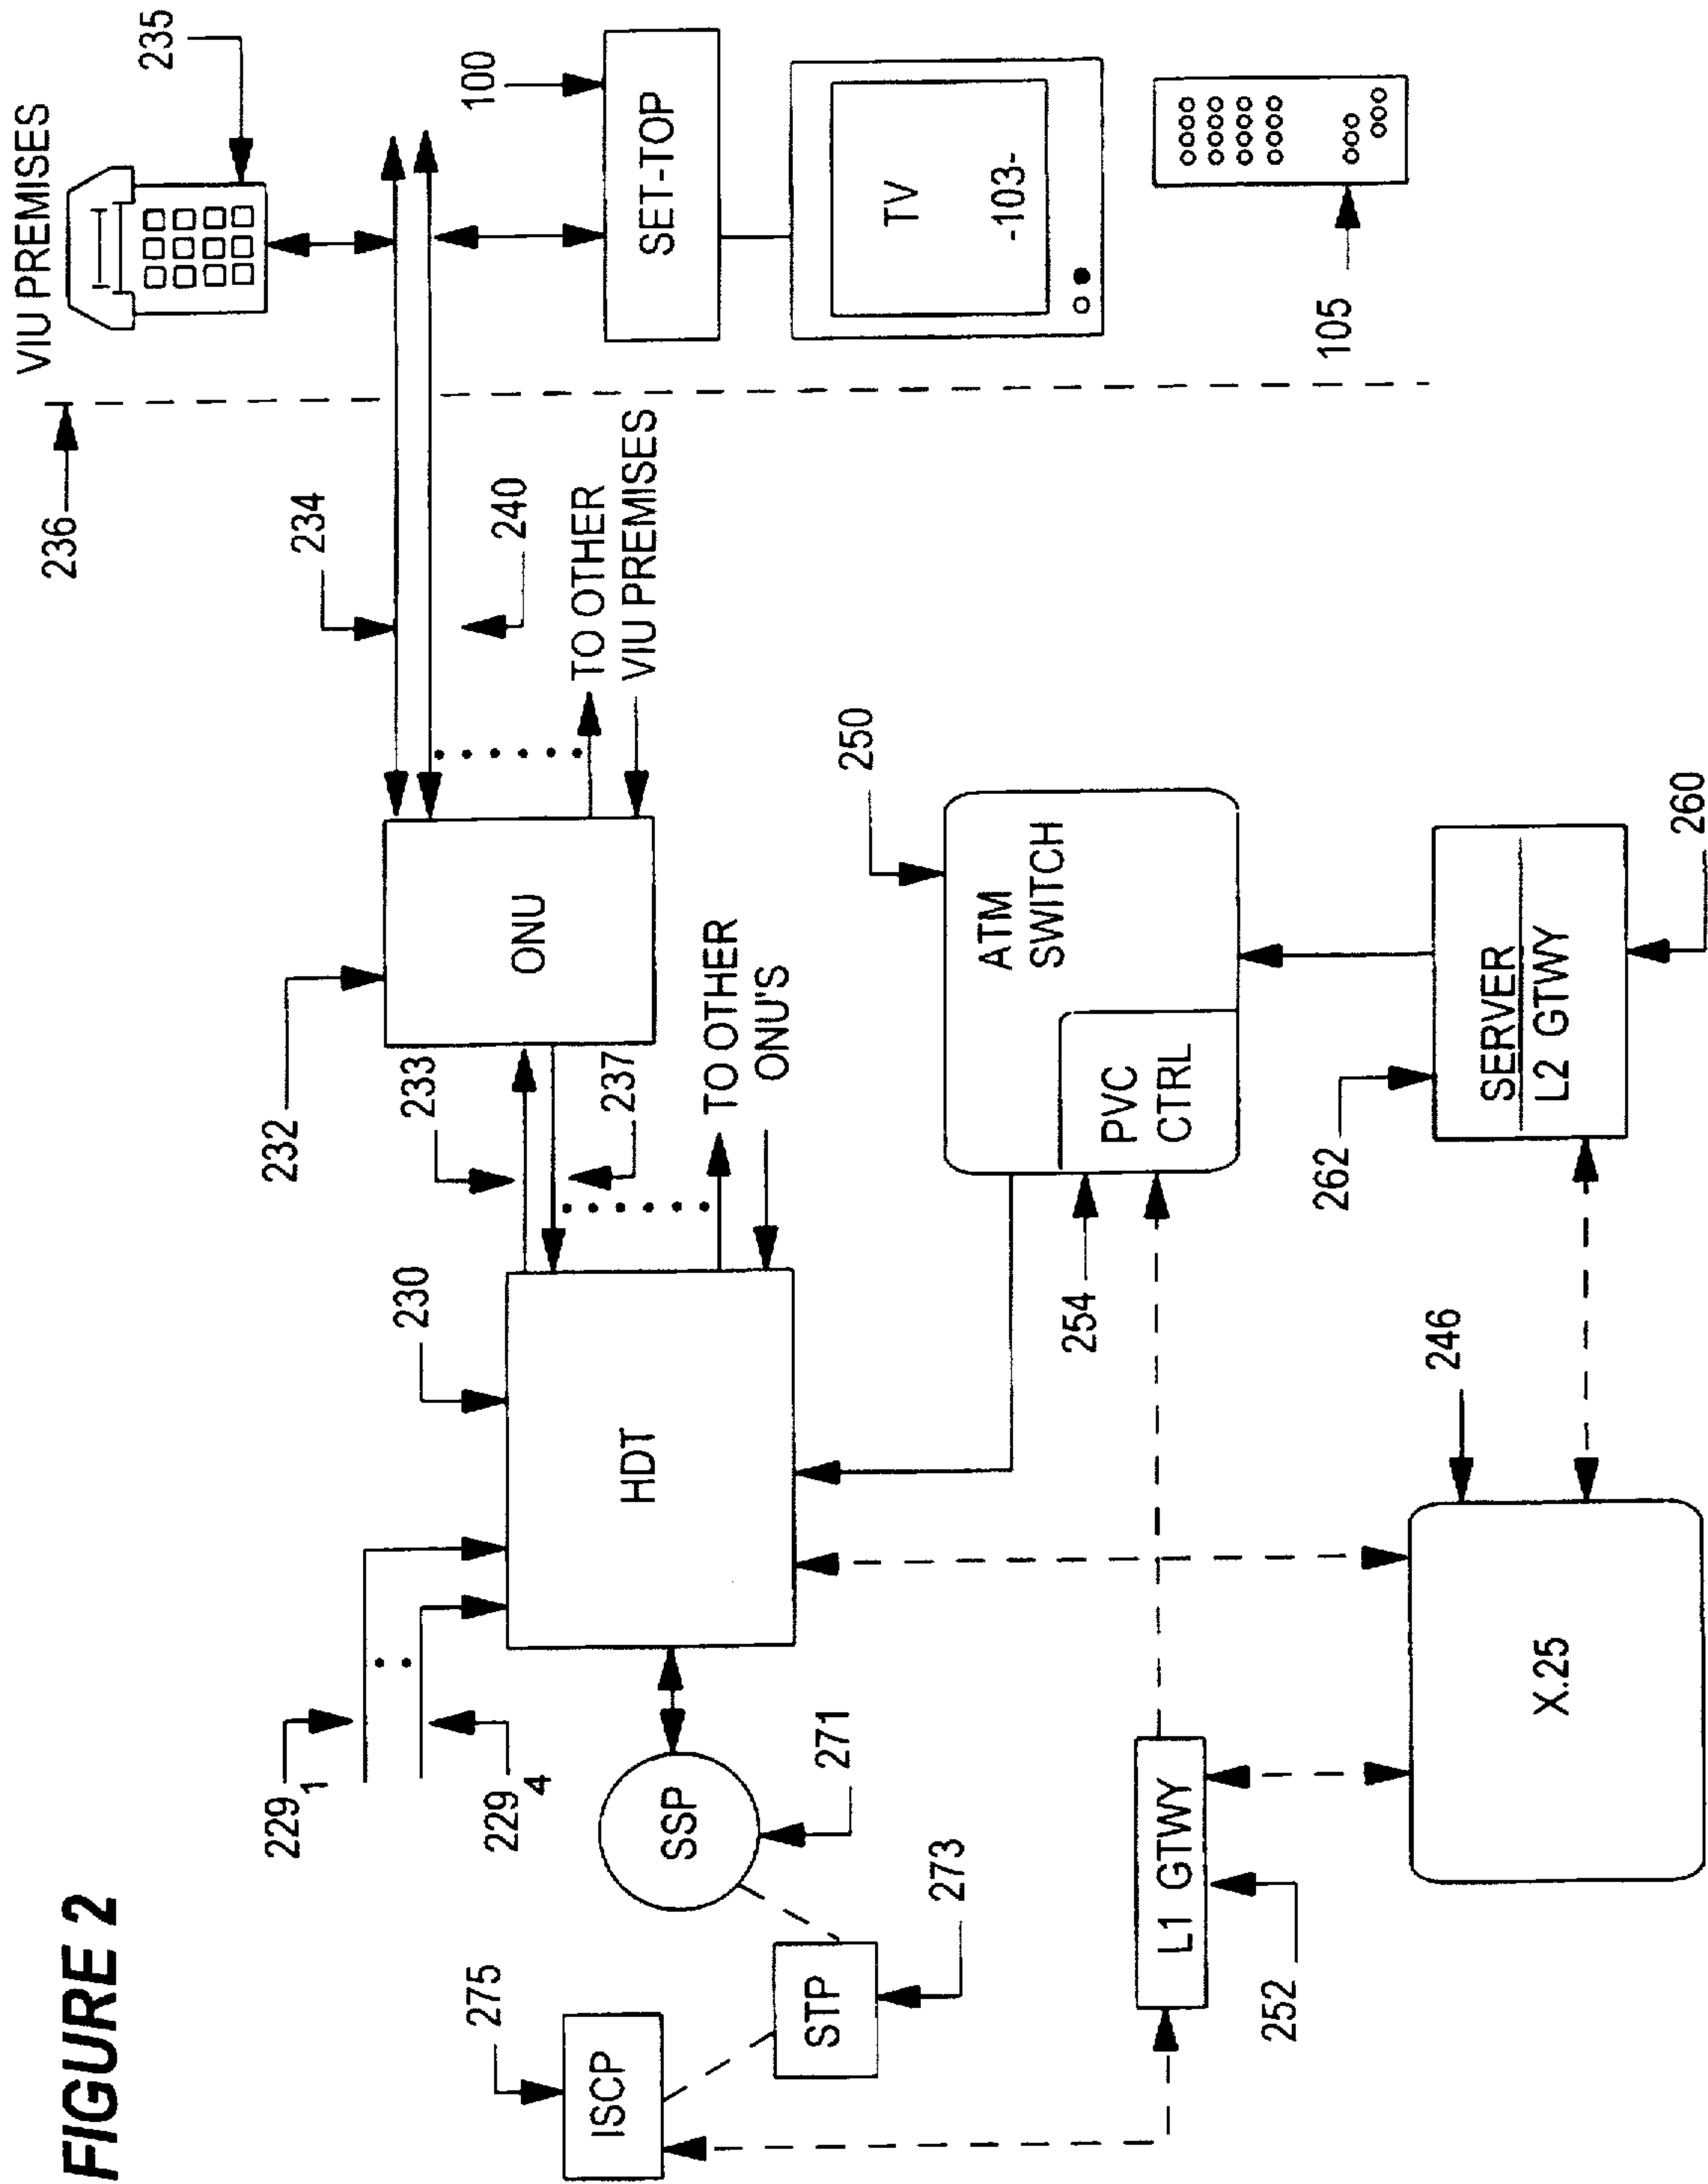 FIGURE 2
VIU PREMISES
235
236
100
SET-TOP
TV
-103-
105
234
240
TO OTHER
VIU PREMISES
232
ONU
233
237
TO OTHER
ONU'S
230
HDT
229 1
229 4
SSP
271
275
ISCP
STP
273
250
ATM
SWITCH
PVC
CTRL
254
262
SERVER
L2 GTWY
260
246
X.25
L1 GTWY
252